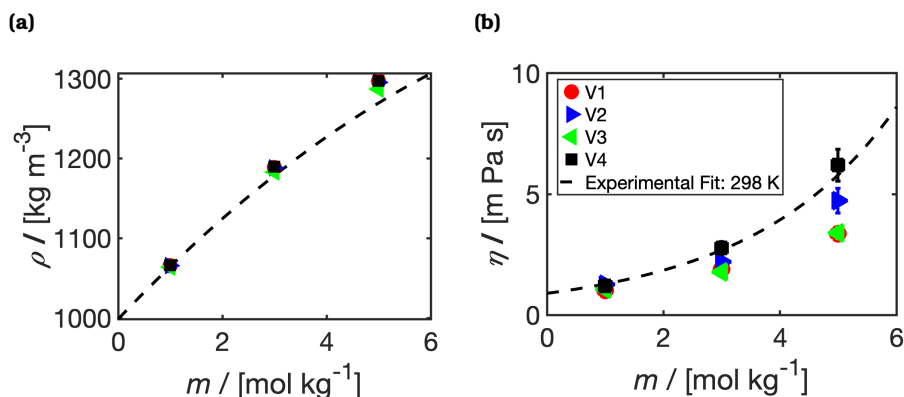 (a)
1300
1200
1100
1000
0
2
4
6
ρ / [kg m⁻³]
m / [mol kg⁻¹]
(b)
10
5
0
0
2
4
6
η / [m Pa s]
m / [mol kg⁻¹]
V1
V2
V3
V4
Experimental Fit: 298 K